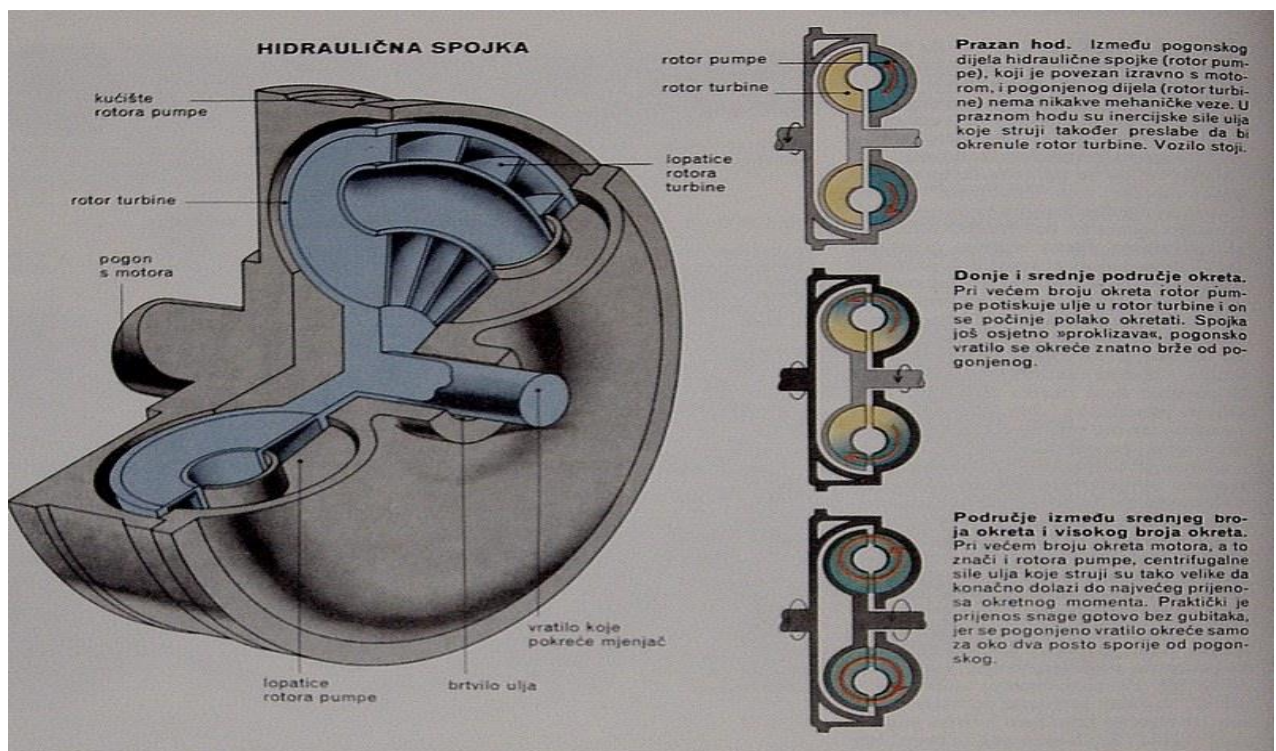 HIDRAULIČNA SPOJKA
kućište
rotora pumpe
rotor turbine
pogon
s motora
lopatice
rotora
turbine
vratilo koje
pokreće mjenjač
brtvilo ulja
lopatice
rotora pumpe
rotor pumpe
rotor turbine
Prazan hod. Između pogonskog
dijela hidraulične spojke (rotor pum-
pe), koji je povezan izravno s moto-
rom, i pogonjenog dijela (rotor turbi-
ne) nema nikakve mehaničke veze. U
praznom hodu su inercijske sile ulja
koje struji također preslabe da bi
okrenule rotor turbine. Vozilo stoji.
Donje i srednje područje okreta.
Pri većem broju okreta rotor pum-
pe potiskuje ulje u rotor turbine i on
se počinje polako okretati. Spojka
još osjetno »proklizava«, pogonsko
vratilo se okreće znatno brže od po-
gonjenog.
Područje između srednjeg bro-
ja okreta i visokog broja okreta.
Pri većem broju okreta motora, a to
znači i rotora pumpe, centrifugalne
sile ulja koje struji su tako velike da
konačno dolazi do najvećeg prijeno-
sa okretnog momenta. Praktički je
prijenos snage gotovo bez gubitaka,
jer se pogonjeno vratilo okreće samo
za oko dva posto sporije od pogon-
skog.